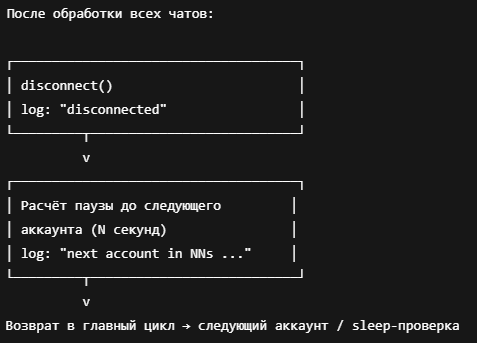 После обработки всех чатов:
disconnect()
log: "disconnected"
v
Расчёт паузы до следующего
аккаунта (N секунд)
log: "next account in NNs ..."
v
Возврат в главный цикл → следующий аккаунт / sleep-проверка